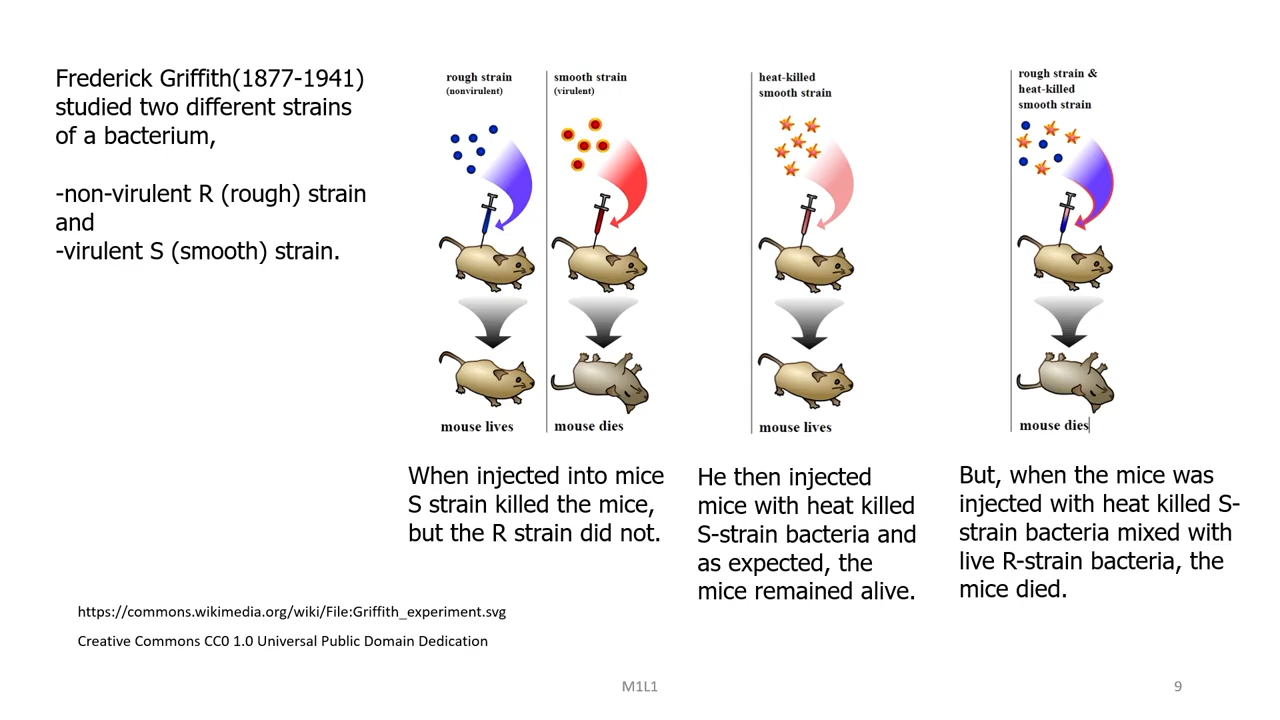 Frederick Griffith(1877-1941)
studied two different strains
of a bacterium,
-non-virulent R (rough) strain
and
-virulent S (smooth) strain.
rough strain
(nonvirulent)
mouse lives
smooth strain
(virulent)
mouse dies
When injected into mice
S strain killed the mice,
but the R strain did not.
heat-killed
smooth strain
mouse lives
He then injected
mice with heat killed
S-strain bacteria and
as expected, the
mice remained alive.
rough strain &
heat-killed
smooth strain
mouse dies
But, when the mice was
injected with heat killed S-
strain bacteria mixed with
live R-strain bacteria, the
mice died.
https://commons.wikimedia.org/wiki/File:Griffith_experiment.svg
Creative Commons CC0 1.0 Universal Public Domain Dedication
M1L1
9